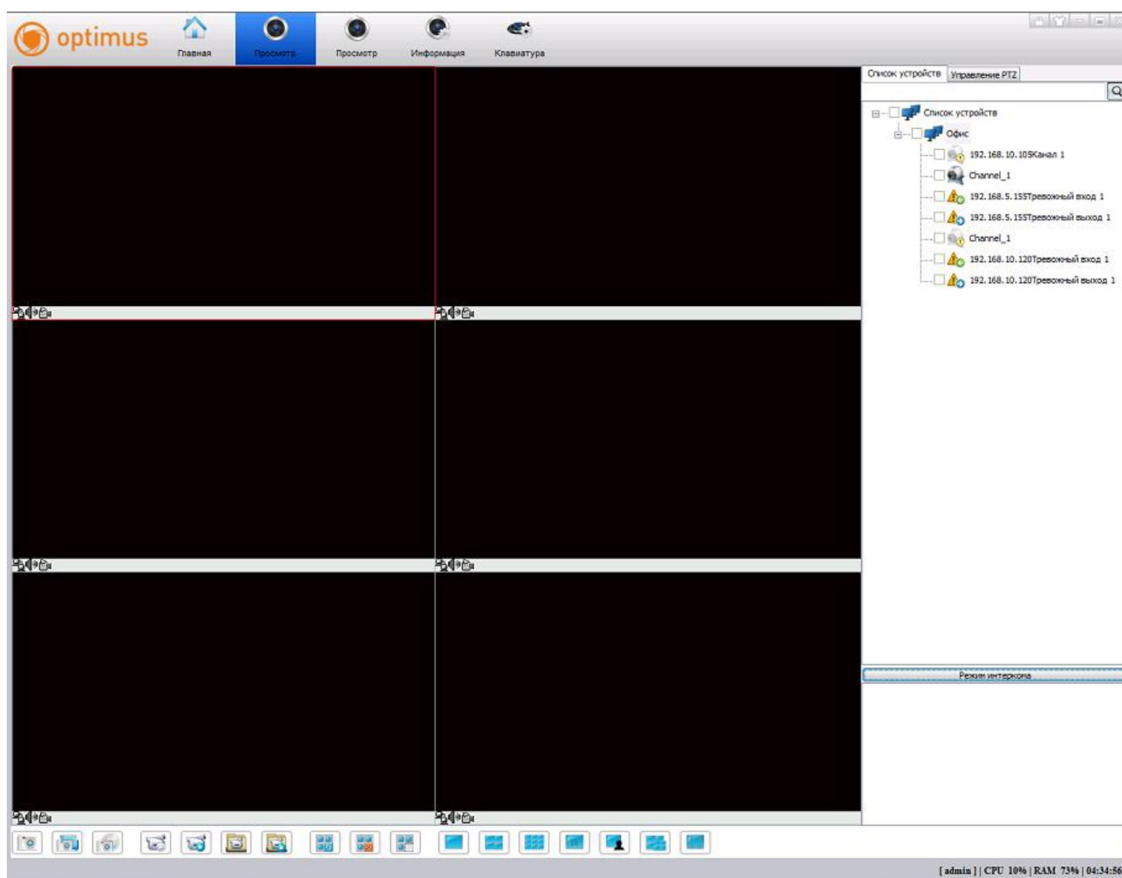 optimus
Главная
Просмотр
Просмотр
Информация
Клавиатура
Список устройств
Управление PTZ
Список устройств
Офис
192.168.10.105Канал 1
Channel_1
192.168.5.155Тревожный вход 1
192.168.5.155Тревожный выход 1
Channel_1
192.168.10.120Тревожный вход 1
192.168.10.120Тревожный выход 1
Режим интеркона
[ admin ] | CPU 10% | RAM 73% | 04:34:56